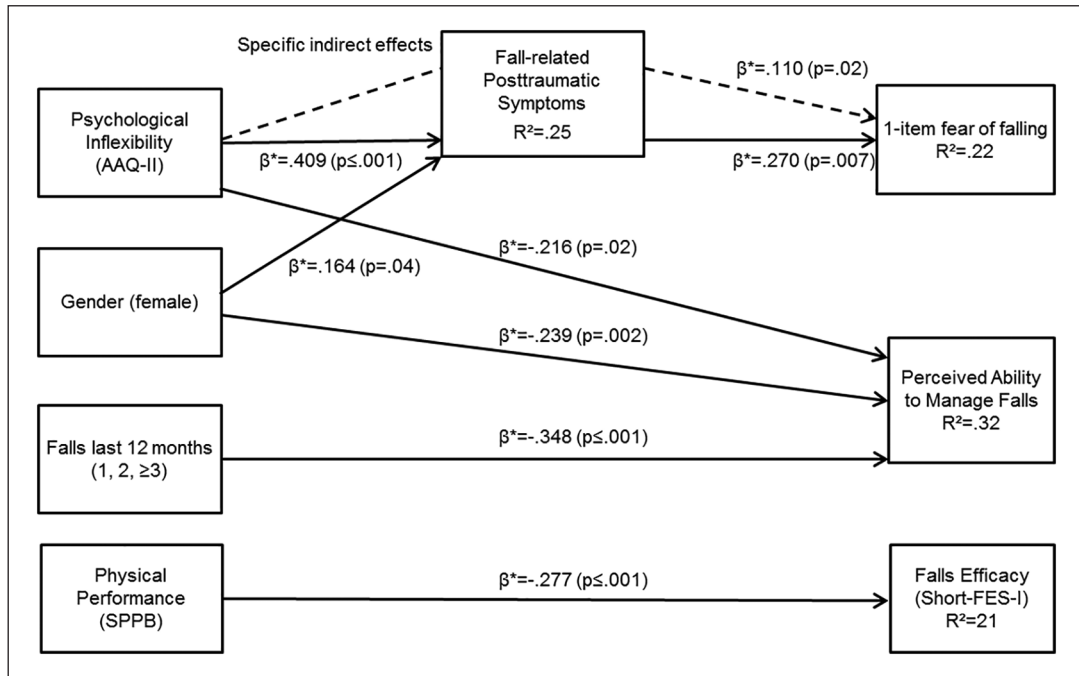 Specific indirect effects
Fall-related
Posttraumatic
Symptoms
R²=.25
β*=.110 (p=.02)
Psychological
Inflexibility
(AAQ-II)
β*=.409 (p≤.001)
1-item fear of falling
R²=.22
β*=.270 (p=.007)
β*=-.216 (p=.02)
β*=.164 (p=.04)
Gender (female)
β*=-.239 (p=.002)
Perceived Ability
to Manage Falls
R²=.32
Falls last 12 months
(1, 2, ≥3)
β*=-.348 (p≤.001)
Physical
Performance
(SPPB)
β*=-.277 (p≤.001)
Falls Efficacy
(Short-FES-I)
R²=21